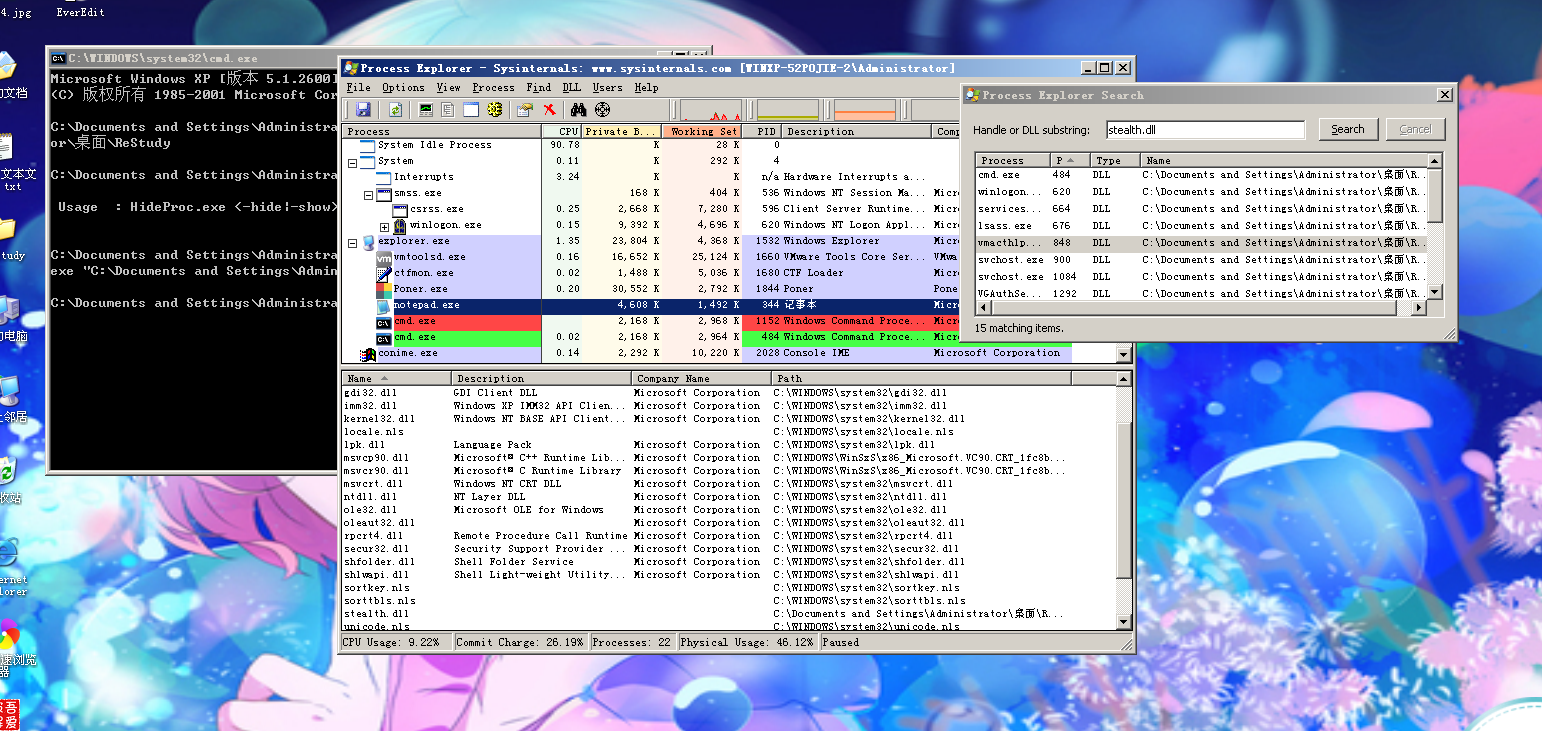 4.jpg
EverEdit
文档
文本文
txt
tudy
电脑
邻居
收站
ernet
lorer
速浏览
器
C:\WINDOWS\system32\cmd.exe
Microsoft Windows XP [版本 5.1.2600]
(C) 版权所有 1985-2001 Microsoft Cor
C:\Documents and Settings\Administra
or\桌面\ReStudy
C:\Documents and Settings\Administra
Usage : HideProc.exe <-hide|-show>
C:\Documents and Settings\Administra
exe "C:\Documents and Settings\Admin
C:\Documents and Settings\Administra
Process Explorer - Sysinternals: www.sysinternals.com [WINXP-52POJIE-2\Administrator]
File Options View Process Find DLL Users Help
Process CPU Private B... Working Set PID Description Comp
System Idle Process 90.78 K 28 K 0
System 0.11 K 292 K 4
Interrupts 3.24 K K n/a Hardware Interrupts a...
smss.exe 168 K 404 K 536 Windows NT Session Ma... Micr
csrss.exe 0.25 2,668 K 7,280 K 596 Client Server Runtime... Micr
winlogon.exe 0.15 9,392 K 4,696 K 620 Windows NT Logon Appl... Micr
explorer.exe 1.35 23,804 K 4,368 K 1532 Windows Explorer Micr
vmtoolsd.exe 0.16 16,652 K 25,124 K 1660 VMware Tools Core Ser... VMwa
ctfmon.exe 0.02 1,488 K 5,036 K 1680 CTF Loader Micr
Poner.exe 0.20 30,552 K 2,792 K 1844 Poner Pone
notepad.exe 4,608 K 1,492 K 344 记事本 Micr
cmd.exe 2,168 K 2,968 K 1152 Windows Command Proce... Micr
cmd.exe 0.02 2,168 K 2,964 K 484 Windows Command Proce... Micr
conime.exe 0.14 2,292 K 10,220 K 2028 Console IME Microsoft Corporation
Name Description Company Name Path
gdi32.dll GDI Client DLL Microsoft Corporation C:\WINDOWS\system32\gdi32.dll
imm32.dll Windows XP IMM32 API Clien... Microsoft Corporation C:\WINDOWS\system32\imm32.dll
kernel32.dll Windows NT BASE API Client... Microsoft Corporation C:\WINDOWS\system32\kernel32.dll
locale.nls C:\WINDOWS\system32\locale.nls
lpk.dll Language Pack Microsoft Corporation C:\WINDOWS\system32\lpk.dll
msvcp90.dll Microsoft® C++ Runtime Lib... Microsoft Corporation C:\WINDOWS\WinSxS\x86_Microsoft.VC90.CRT_1fc8b...
msvcr90.dll Microsoft® C Runtime Library Microsoft Corporation C:\WINDOWS\WinSxS\x86_Microsoft.VC90.CRT_1fc8b...
msvcrt.dll Windows NT CRT DLL Microsoft Corporation C:\WINDOWS\system32\msvcrt.dll
ntdll.dll NT Layer DLL Microsoft Corporation C:\WINDOWS\system32\ntdll.dll
ole32.dll Microsoft OLE for Windows Microsoft Corporation C:\WINDOWS\system32\ole32.dll
oleaut32.dll Microsoft Corporation C:\WINDOWS\system32\oleaut32.dll
rpcrt4.dll Remote Procedure Call Runtime Microsoft Corporation C:\WINDOWS\system32\rpcrt4.dll
secur32.dll Security Support Provider ... Microsoft Corporation C:\WINDOWS\system32\secur32.dll
shfolder.dll Shell Folder Service Microsoft Corporation C:\WINDOWS\system32\shfolder.dll
shlwapi.dll Shell Light-weight Utility... Microsoft Corporation C:\WINDOWS\system32\shlwapi.dll
sortkey.nls C:\WINDOWS\system32\sortkey.nls
sorttbls.nls C:\WINDOWS\system32\sorttbls.nls
stealth.dll C:\Documents and Settings\Administrator\桌面\R...
unicode.nls C:\WINDOWS\system32\unicode.nls
CPU Usage: 9.22% Commit Charge: 26.19% Processes: 22 Physical Usage: 46.12% Paused
Process Explorer Search
Handle or DLL substring: stealth.dll Search Cancel
Process P Type Name
cmd.exe 484 DLL C:\Documents and Settings\Administrator\桌面\R..
winlogon... 620 DLL C:\Documents and Settings\Administrator\桌面\R..
services... 664 DLL C:\Documents and Settings\Administrator\桌面\R..
lsass.exe 676 DLL C:\Documents and Settings\Administrator\桌面\R..
vmacthlp... 848 DLL C:\Documents and Settings\Administrator\桌面\R..
svchost.exe 900 DLL C:\Documents and Settings\Administrator\桌面\R..
svchost.exe 1084 DLL C:\Documents and Settings\Administrator\桌面\R..
VGAuthSe... 1292 DLL C:\Documents and Settings\Administrator\桌面\R..
15 matching items.